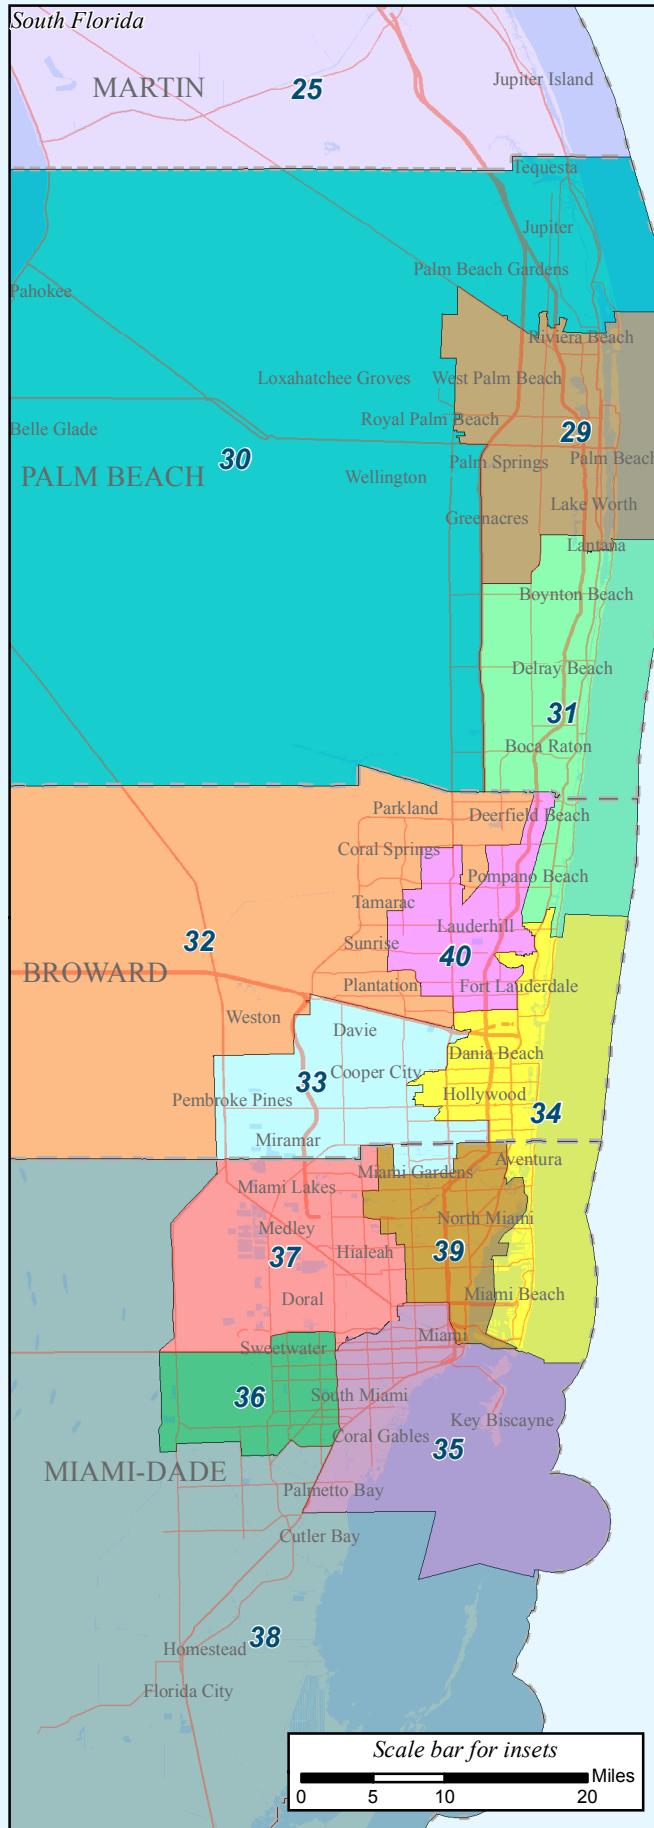 South Florida
Jupiter Island
MARTIN
25
Tequesta
Jupiter
Palm Beach Gardens
Pahokee
Riviera Beach
Loxahatchee Groves
West Palm Beach
Royal Palm Beach
Belle Glade
29
30
Palm Springs
Palm Beach
PALM BEACH
Wellington
Lake Worth
Greenacres
Lantana
Boynton Beach
Delray Beach
31
Boca Raton
Parkland
Deerfield Beach
Coral Springs
Pompano Beach
Tamarac
Lauderhill
32
Sunrise
40
BROWARD
Plantation
Fort Lauderdale
Weston
Davie
Dania Beach
Cooper City
33
Hollywood
Pembroke Pines
34
Miramar
Aventura
Miami Gardens
Miami Lakes
North Miami
Medley
Hialeah
39
37
Miami Beach
Doral
Miami
Sweetwater
36
South Miami
Key Biscayne
Coral Gables
35
MIAMI-DADE
Palmetto Bay
Cutler Bay
38
Homestead
Florida City
Scale bar for insets
Miles
0 5 10 20